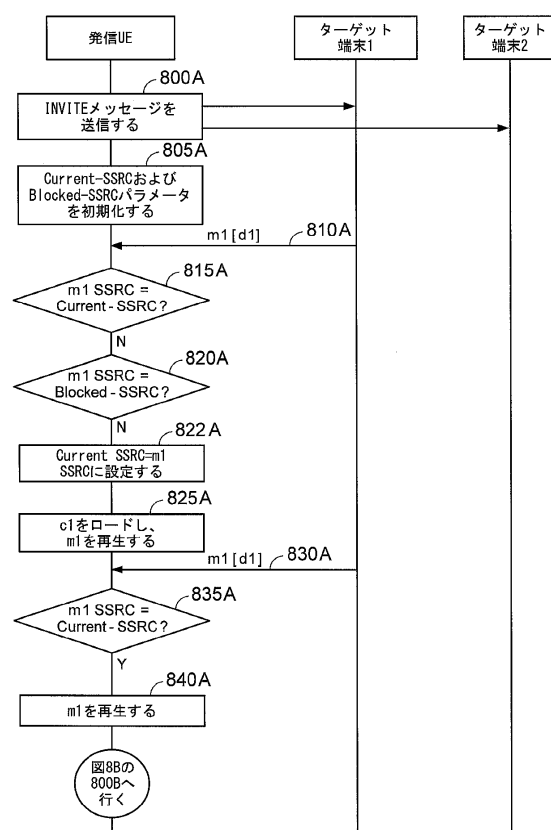 発信UE
ターゲット
端末1
ターゲット
端末2
800A
INVITEメッセージを
送信する
805A
Current-SSRCおよび
Blocked-SSRCパラメータ
を初期化する
m1 [d1]
810A
815A
m1 SSRC =
Current - SSRC?
N
820A
m1 SSRC =
Blocked - SSRC?
N
822A
Current SSRC=m1
SSRCに設定する
825A
c1をロードし、
m1を再生する
m1 [d1]
830A
835A
m1 SSRC =
Current - SSRC?
Y
840A
m1を再生する
図8Bの
800Bへ
行く